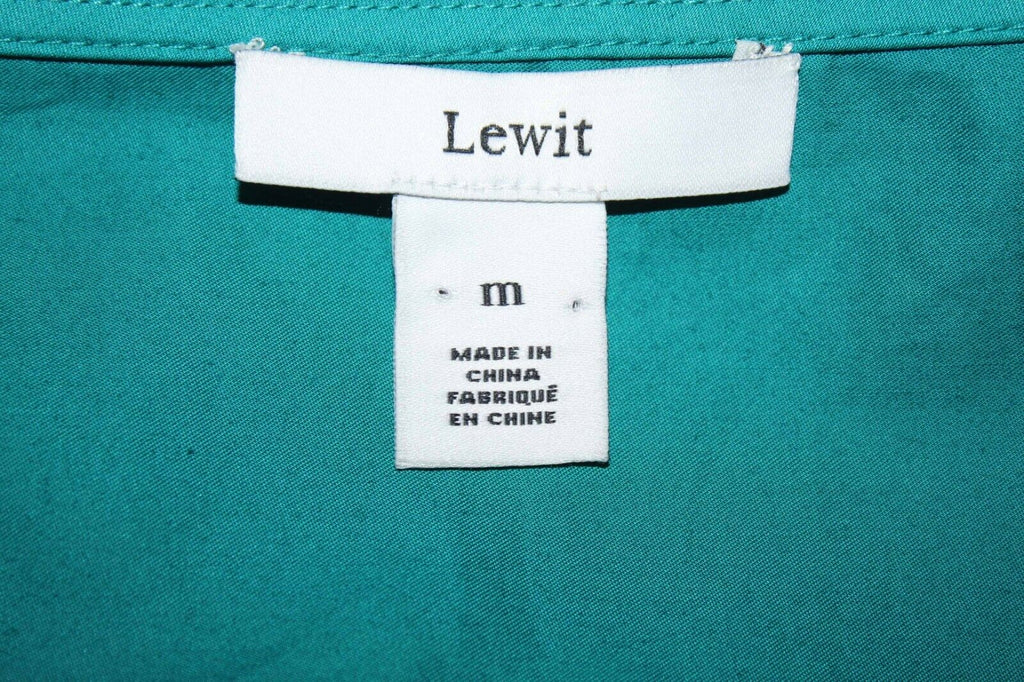 Lewit
m
MADE IN
CHINA
FABRIQUÉ
EN CHINE